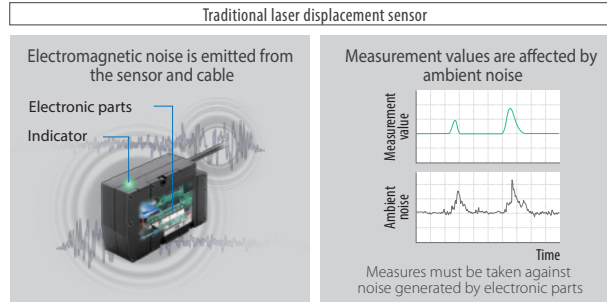 Traditional laser displacement sensor
Electromagnetic noise is emitted from
the sensor and cable
Electronic parts
Indicator
Measurement values are affected by
ambient noise
Measurement
value
Ambient
noise
Time
Measures must be taken against
noise generated by electronic parts